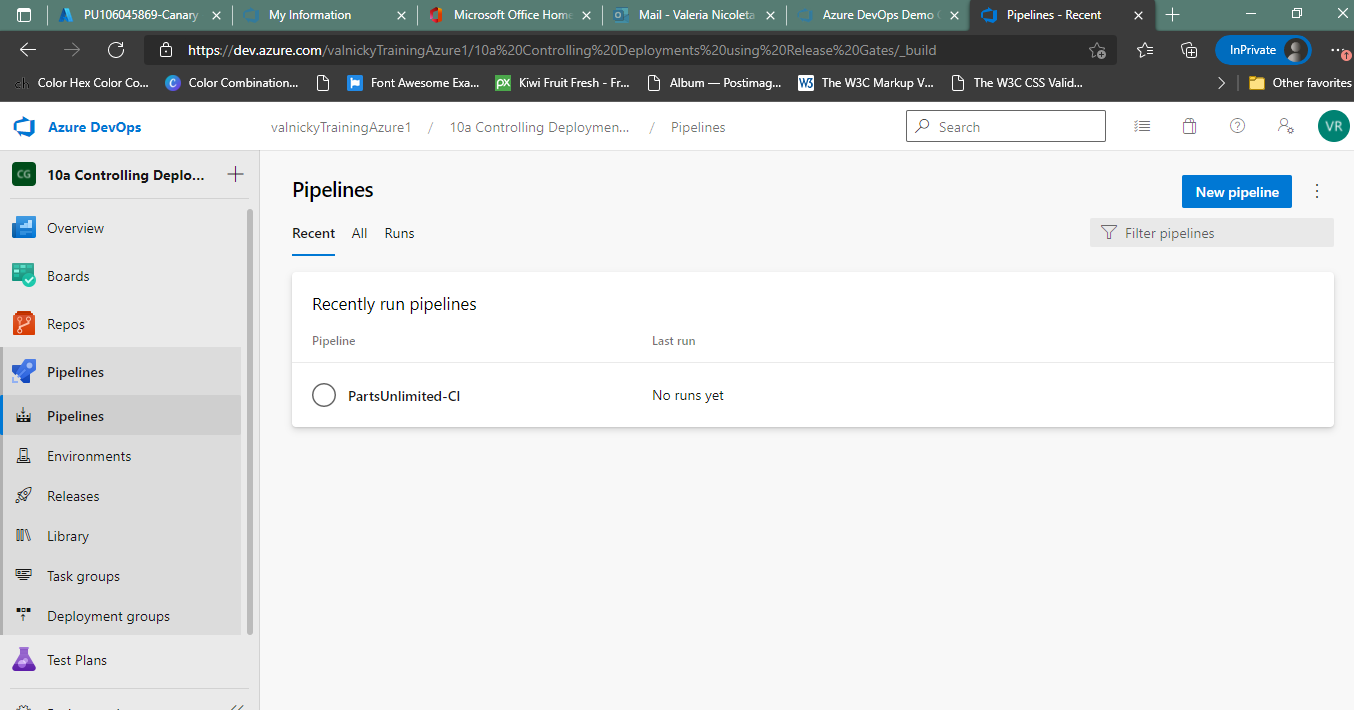 PU106045869-Canary
My Information
Microsoft Office Home
Mail - Valeria Nicoleta
Azure DevOps Demo
Pipelines - Recent
https://dev.azure.com/valnickyTrainingAzure1/10a%20Controlling%20Deployments%20using%20Release%20Gates/_build
InPrivate
ch Color Hex Color Co...
C Color Combination...
Font Awesome Exa...
px Kiwi Fruit Fresh - Fr...
Album — Postimag...
W3 The W3C Markup V...
The W3C CSS Valid...
Other favorites
Azure DevOps
valnickyTrainingAzure1 / 10a Controlling Deploymen... / Pipelines
Search
VR
CG 10a Controlling Deplo...
Overview
Boards
Repos
Pipelines
Pipelines
Environments
Releases
Library
Task groups
Deployment groups
Test Plans
Pipelines
New pipeline
Recent All Runs
Filter pipelines
Recently run pipelines
Pipeline Last run
PartsUnlimited-CI No runs yet